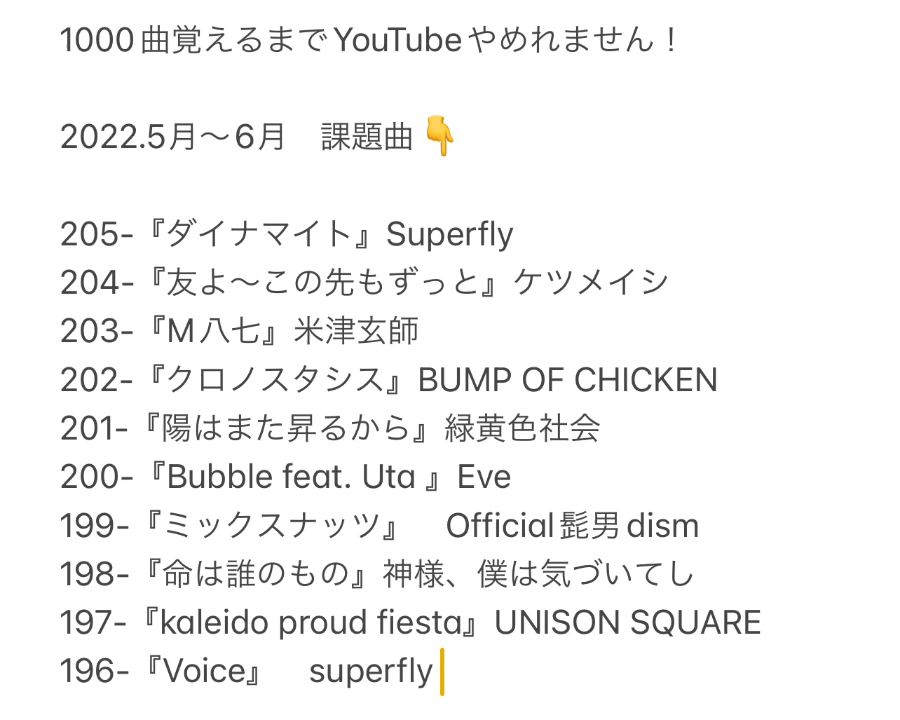 1000曲覚えるまでYouTubeやめれません！
2022.5月〜6月　課題曲👇
205-『ダイナマイト』Superfly
204-『友よ〜この先もずっと』ケツメイシ
203-『M八七』米津玄師
202-『クロノスタシス』BUMP OF CHICKEN
201-『陽はまた昇るから』緑黄色社会
200-『Bubble feat. Uta 』Eve
199-『ミックスナッツ』　Official髭男dism
198-『命は誰のもの』神様、僕は気づいてし
197-『kaleido proud fiesta』UNISON SQUARE
196-『Voice』　superfly